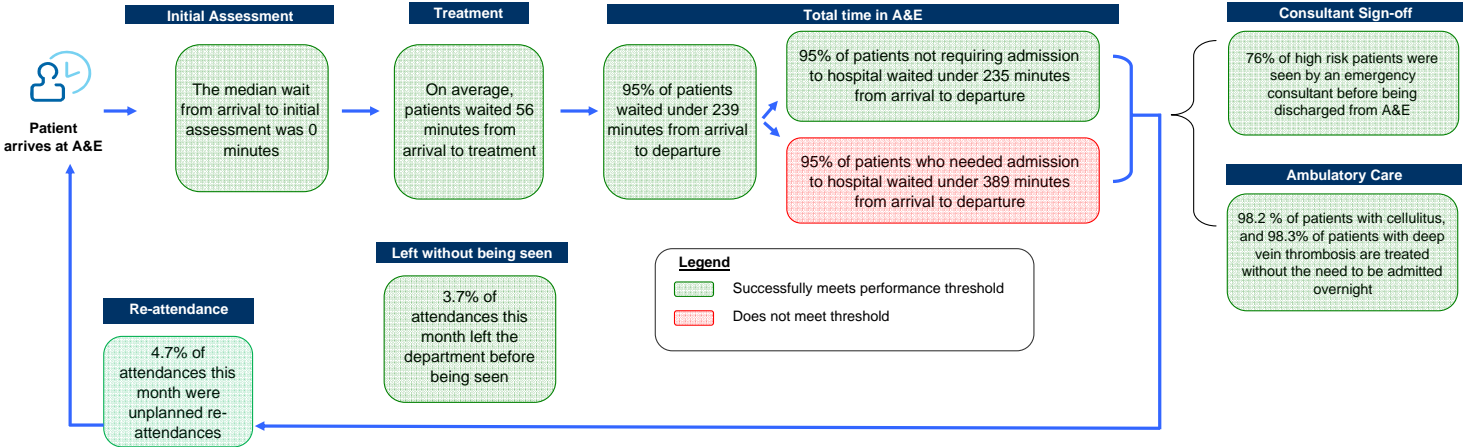 Initial Assessment
Treatment
Total time in A&E
Consultant Sign-off
Patient
arrives at A&E
The median wait
from arrival to initial
assessment was 0
minutes
On average,
patients waited 56
minutes from
arrival to treatment
95% of patients
waited under 239
minutes from arrival
to departure
95% of patients not requiring admission
to hospital waited under 235 minutes
from arrival to departure
95% of patients who needed admission
to hospital waited under 389 minutes
from arrival to departure
76% of high risk patients were
seen by an emergency
consultant before being
discharged from A&E
Ambulatory Care
98.2 % of patients with cellulitus,
and 98.3% of patients with deep
vein thrombosis are treated
without the need to be admitted
overnight
Left without being seen
3.7% of
attendances this
month left the
department before
being seen
Legend
Successfully meets performance threshold
Does not meet threshold
Re-attendance
4.7% of
attendances this
month were
unplanned re-
attendances